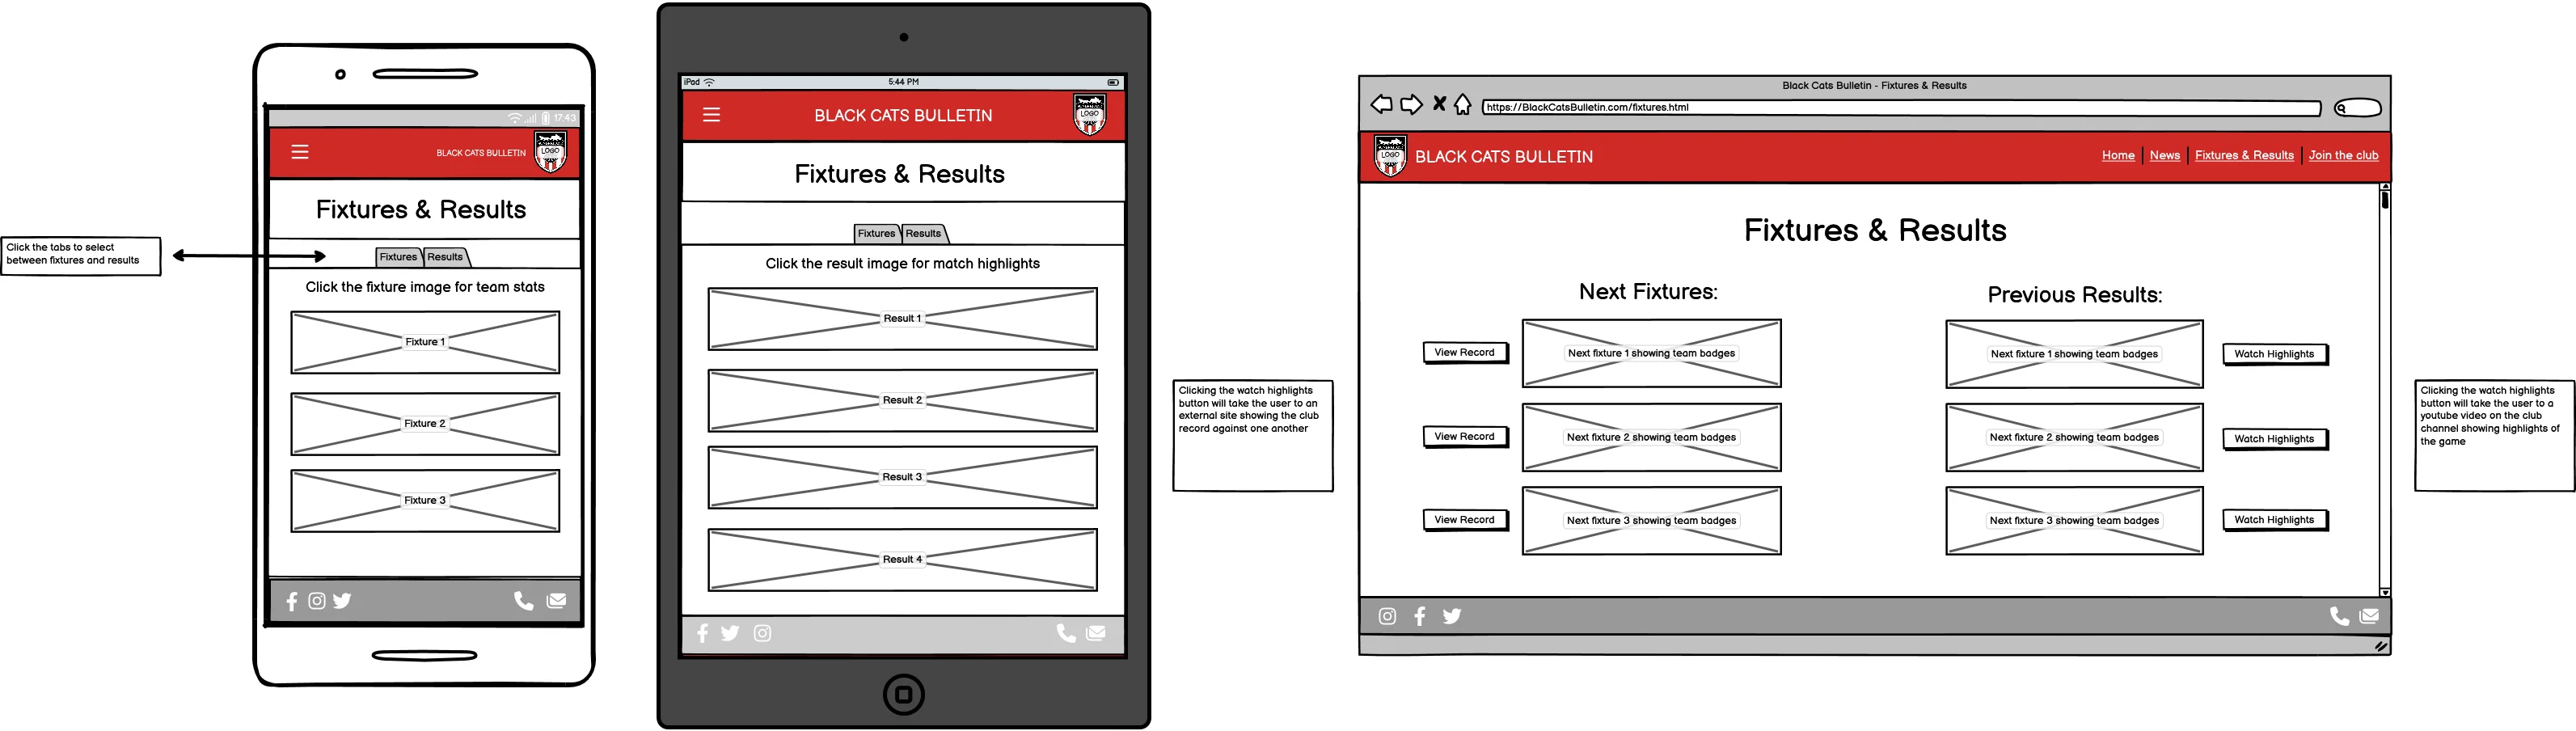 Click the tabs to select
between fixtures and results
17:43
BLACK CATS BULLETIN
LOGO
Fixtures & Results
Fixtures
Results
Click the fixture image for team stats
Fixture 1
Fixture 2
Fixture 3
iPad
5:44 PM
BLACK CATS BULLETIN
LOGO
Fixtures & Results
Fixtures
Results
Click the result image for match highlights
Result 1
Result 2
Result 3
Result 4
Clicking the watch highlights
button will take the user to an
external site showing the club
record against one another
Black Cats Bulletin - Fixtures & Results
https://BlackCatsBulletin.com/fixtures.html
LOGO
BLACK CATS BULLETIN
Home
News
Fixtures & Results
Join the club
Fixtures & Results
Next Fixtures:
Previous Results:
View Record
Next fixture 1 showing team badges
Next fixture 1 showing team badges
Watch Highlights
View Record
Next fixture 2 showing team badges
Next fixture 2 showing team badges
Watch Highlights
View Record
Next fixture 3 showing team badges
Next fixture 3 showing team badges
Watch Highlights
Clicking the watch highlights
button will take the user to a
youtube video on the club
channel showing highlights of
the game